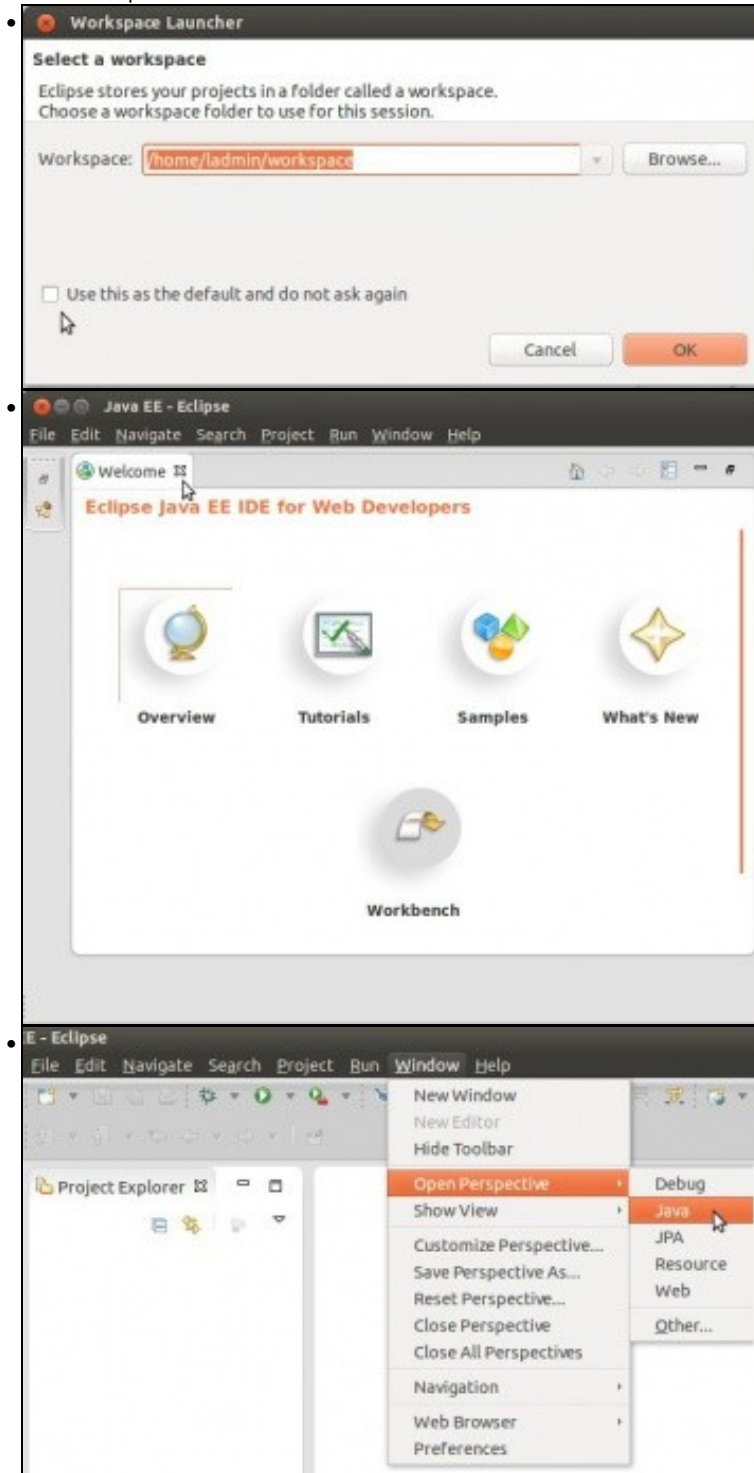 Workspace Launcher
Select a workspace
Eclipse stores your projects in a folder called a workspace.
Choose a workspace folder to use for this session.
Workspace: /home/ladmin/workspace Browse...
Use this as the default and do not ask again
Cancel OK
Java EE - Eclipse
File Edit Navigate Search Project Run Window Help
Welcome
Eclipse Java EE IDE for Web Developers
Overview Tutorials Samples What's New
Workbench
E - Eclipse
File Edit Navigate Search Project Run Window Help
New Window
New Editor
Hide Toolbar
Project Explorer
Open Perspective Debug
Show View Java
JPA
Customize Perspective...
Resource
Save Perspective As...
Web
Reset Perspective...
Close Perspective Other...
Close All Perspectives
Navigation
Web Browser
Preferences